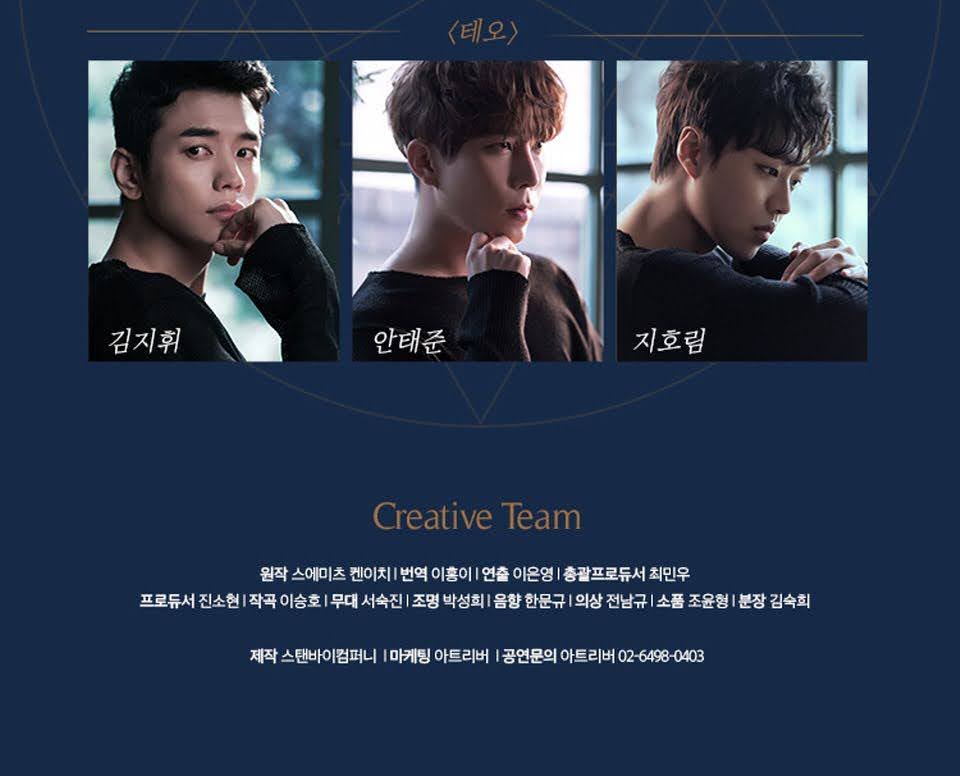 〈테오〉
김지휘
안태준
지호림
Creative Team
원작 스에미츠 켄이치 | 번역 이홍이 | 연출 이은영 | 총괄프로듀서 최민우
프로듀서 진소현 | 작곡 이승호 | 무대 서숙진 | 조명 박성희 | 음향 한문규 | 의상 전남규 | 소품 조윤형 | 분장 김숙희
제작 스탠바이컴퍼니 | 마케팅 아트리버 | 공연문의 아트리버 02-6498-0403